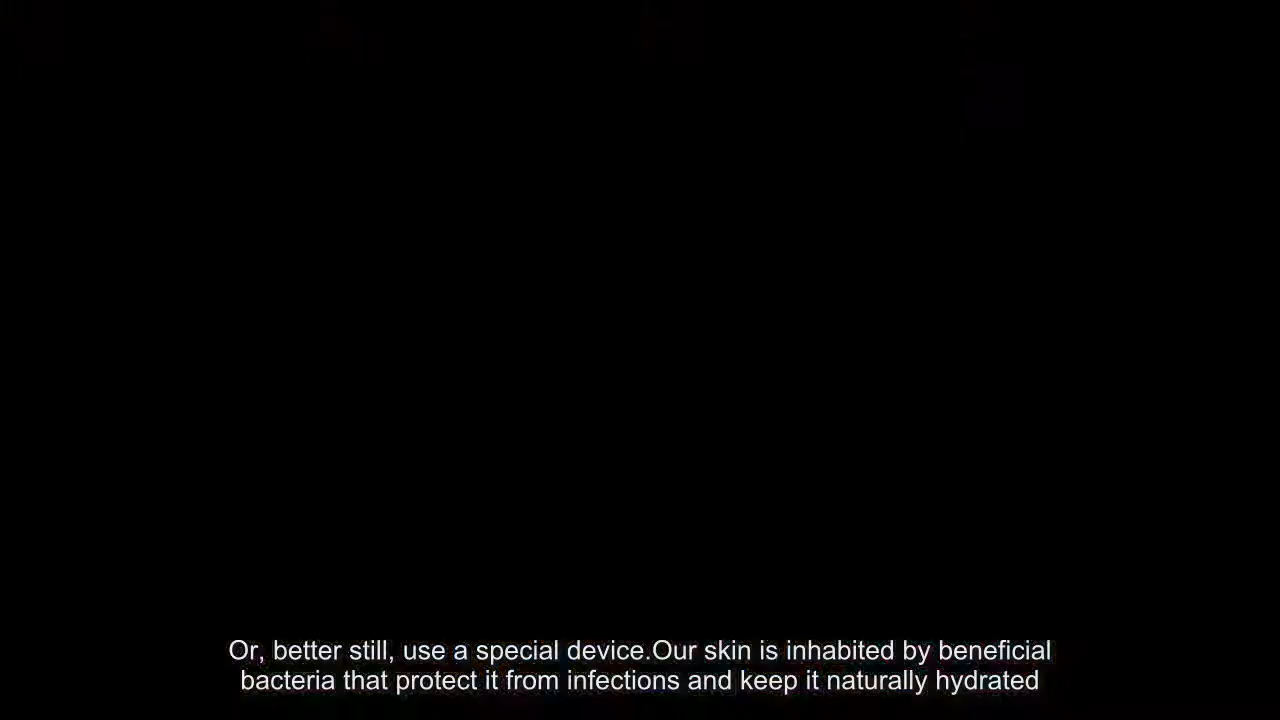 Or, better still, use a special device.Our skin is inhabited by beneficial
bacteria that protect it from infections and keep it naturally hydrated